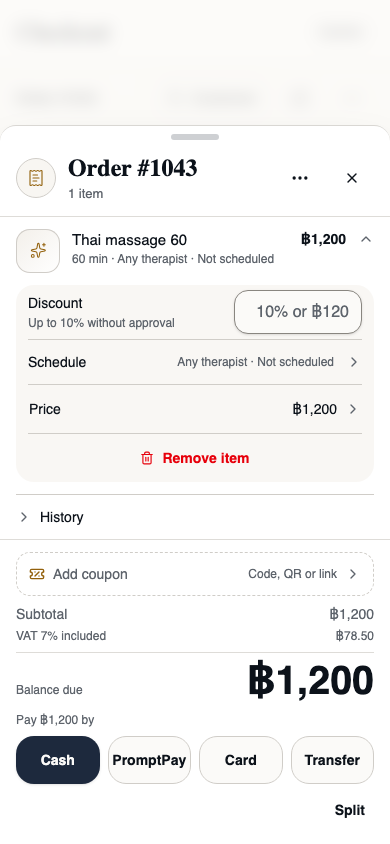 Order #1043
1 item
Thai massage 60
฿1,200
60 min · Any therapist · Not scheduled
Discount
Up to 10% without approval
10% or ฿120
Schedule
Any therapist · Not scheduled
Price
฿1,200
Remove item
History
Add coupon
Code, QR or link
Subtotal
฿1,200
VAT 7% included
฿78.50
Balance due
฿1,200
Pay ฿1,200 by
Cash
PromptPay
Card
Transfer
Split